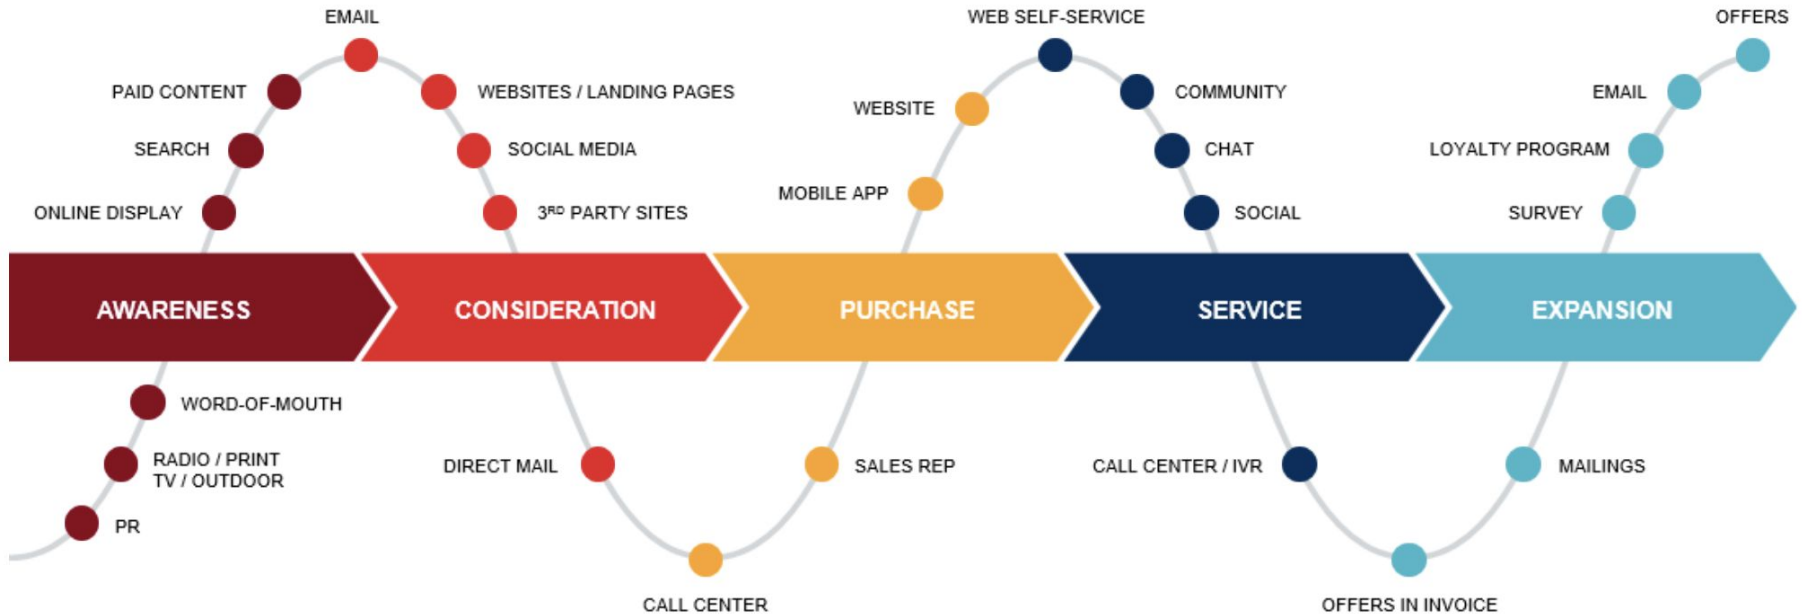 EMAIL
WEB SELF-SERVICE
OFFERS
PAID CONTENT
WEBSITES / LANDING PAGES
WEBSITE
COMMUNITY
EMAIL
SEARCH
SOCIAL MEDIA
CHAT
LOYALTY PROGRAM
MOBILE APP
ONLINE DISPLAY
3RD PARTY SITES
SOCIAL
SURVEY
AWARENESS
CONSIDERATION
PURCHASE
SERVICE
EXPANSION
WORD-OF-MOUTH
RADIO / PRINT
TV / OUTDOOR
DIRECT MAIL
SALES REP
CALL CENTER / IVR
MAILINGS
PR
CALL CENTER
OFFERS IN INVOICE